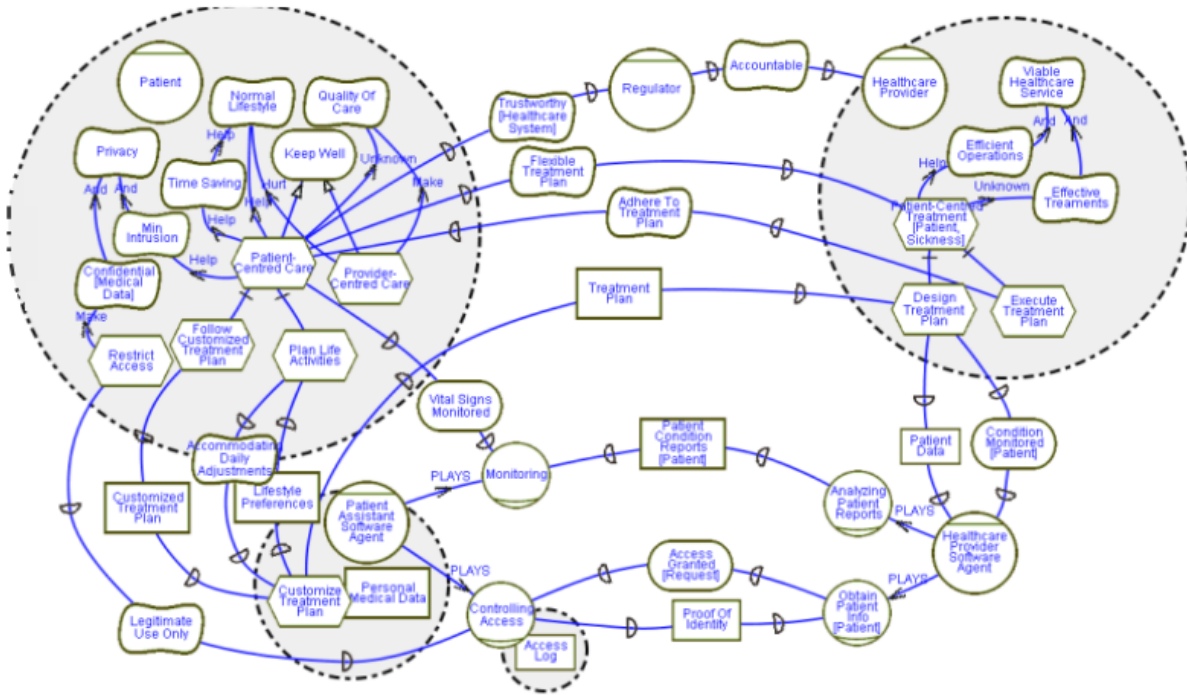 Patient
Normal
Lifestyle
Quality Of
Care
Privacy
Help
Keep Well
Time Saving
Unknown
And
And
Hurt
Make
Help
Help
Min
Intrusion
Confidential
[Medical
Data]
Help
Patient-
Centred Care
Provider-
Centred Care
Make
Restrict
Access
Follow
Customized
Treatment
Plan
Plan Life
Activities
Trustworthy
[Healthcare
System]
Regulator
Accountable
Healthcare
Provider
Flexible
Treatment
Plan
Adhere To
Treatment
Plan
Treatment
Plan
Viable
Healthcare
Service
And
And
Efficient
Operations
Help
Unknown
Effective
Treaments
Patient-Centred
Treatment
[Patient,
Sickness]
Design
Treatment
Plan
Execute
Treatment
Plan
Vital Signs
Monitored
Accommodating
Daily
Adjustments
Customized
Treatment
Plan
Lifestyle
Preferences
Patient
Assistant
Software
Agent
PLAYS
Monitoring
Patient
Condition
Reports
[Patient]
Patient
Data
Condition
Monitored
[Patient]
Analyzing
Patient
Reports
PLAYS
Healthcare
Provider
Software
Agent
PLAYS
PLAYS
Customize
Treatment
Plan
Personal
Medical Data
Legitimate
Use Only
Controlling
Access
Access
Log
Access
Granted
[Request]
Proof Of
Identity
Obtain
Patient
Info
[Patient]